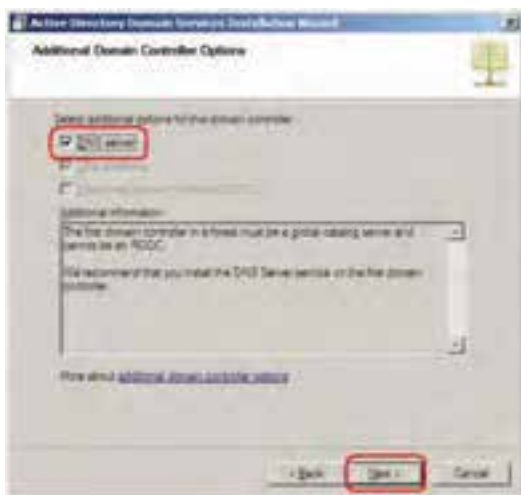 Active Directory Domain Services Installation Wizard
Additional Domain Controller Options
Select additional options for this domain controller.
DNS server
Global catalog
Additional information:
The first domain controller in a forest must be a global catalog server and
cannot be an RODC.
We recommend that you install the DNS Server service on the first domain
controller.
More about additional domain controller options
< Back
Next >
Cancel